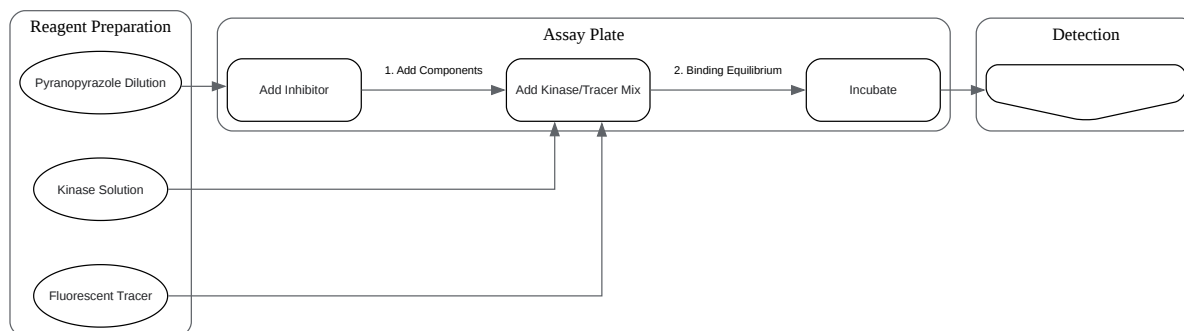 Reagent Preparation
Pyranopyrazole Dilution
Kinase Solution
Fluorescent Tracer
Assay Plate
Add Inhibitor
1. Add Components
Add Kinase/Tracer Mix
2. Binding Equilibrium
Incubate
Detection